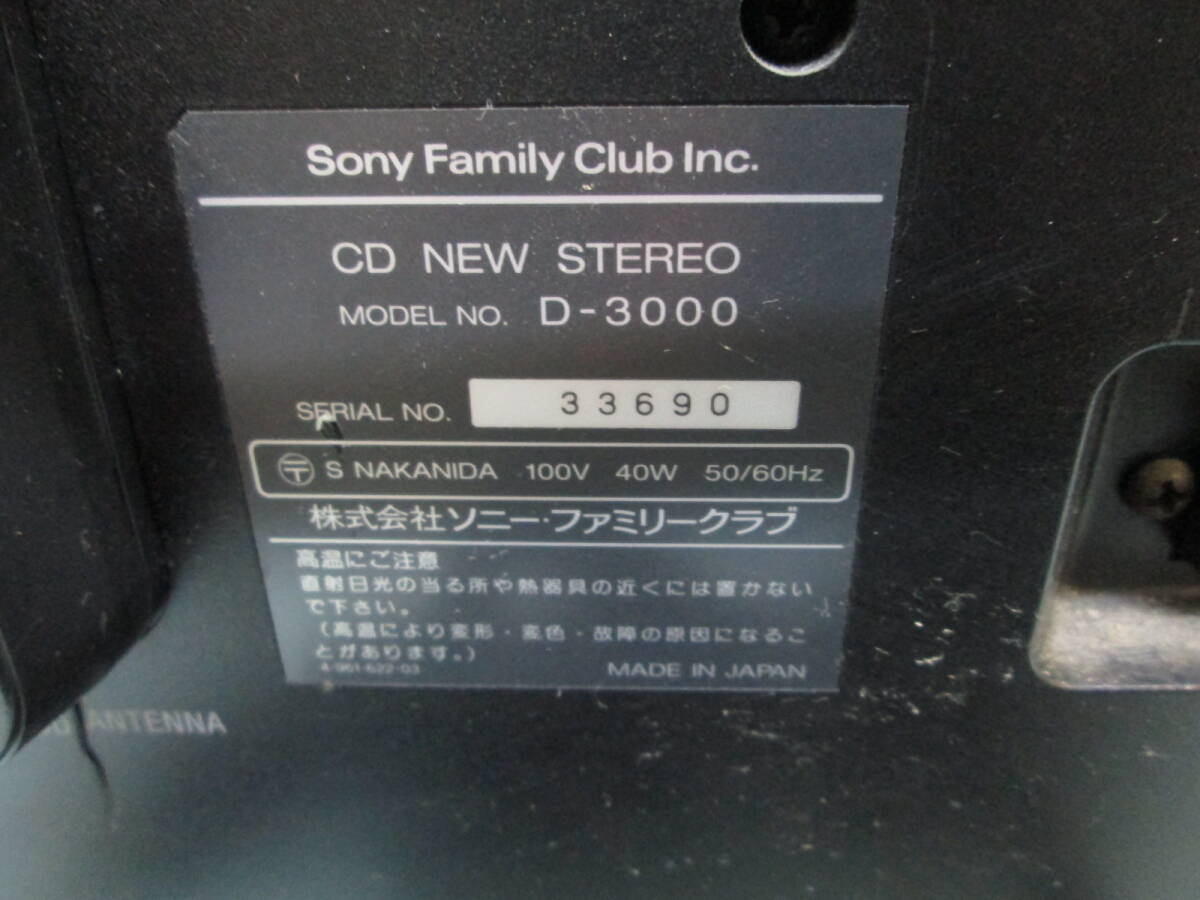 Sony Family Club Inc.
CD NEW STEREO
MODEL NO. D-3000
SERIAL NO. 33690
〒 S NAKANIDA 100V 40W 50/60Hz
株式会社ソニー・ファミリークラブ
高温にご注意
直射日光の当る所や熱器具の近くには置かない
で下さい。
(高温により変形・変色・故障の原因になるこ
とがあります。)
4-961-622-03 MADE IN JAPAN
ANTENNA